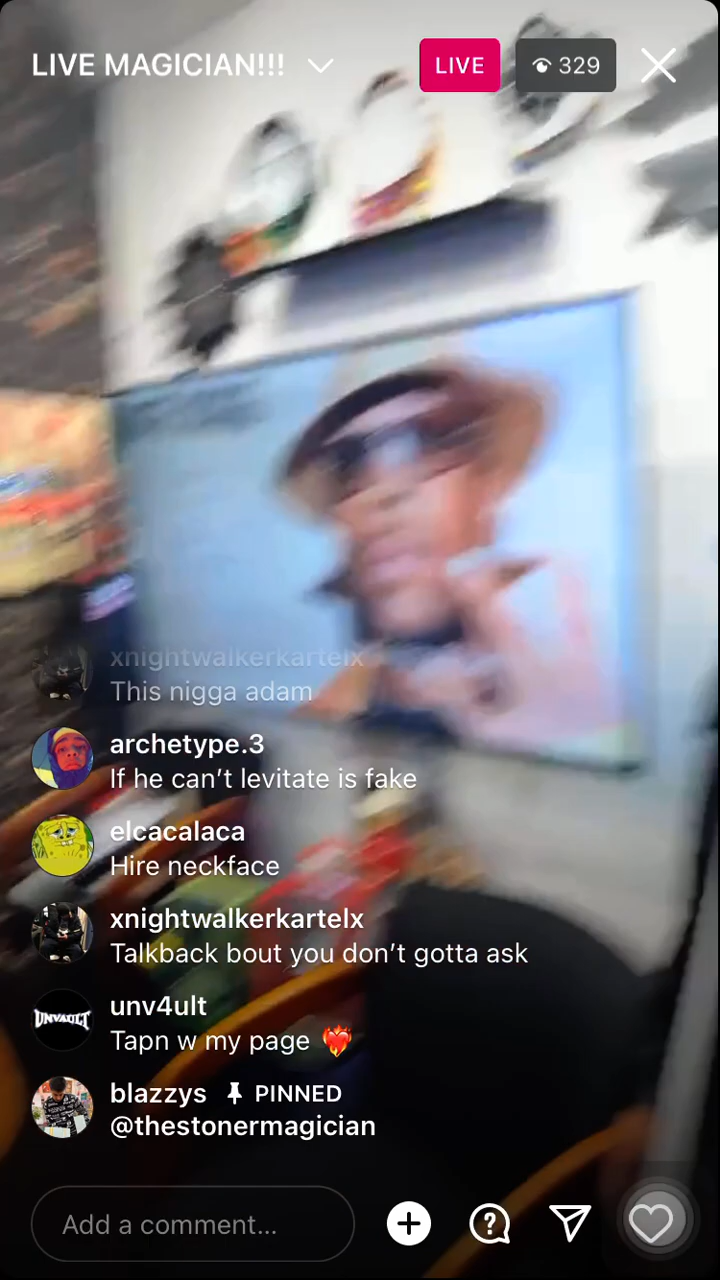 LIVE MAGICIAN!!!
LIVE
329
xnightwalkerkartelx
This nigga adam
archetype.3
If he can’t levitate is fake
elcacalaca
Hire neckface
xnightwalkerkartelx
Talkback bout you don’t gotta ask
UNVAULT
unv4ult
Tapn w my page ❤️‍🔥
blazzys PINNED
@thestonermagician
Add a comment...